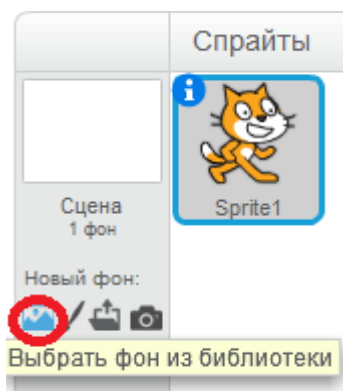 Спрайты
Сцена
1 фон
Sprite1
Новый фон:
Выбрать фон из библиотеки